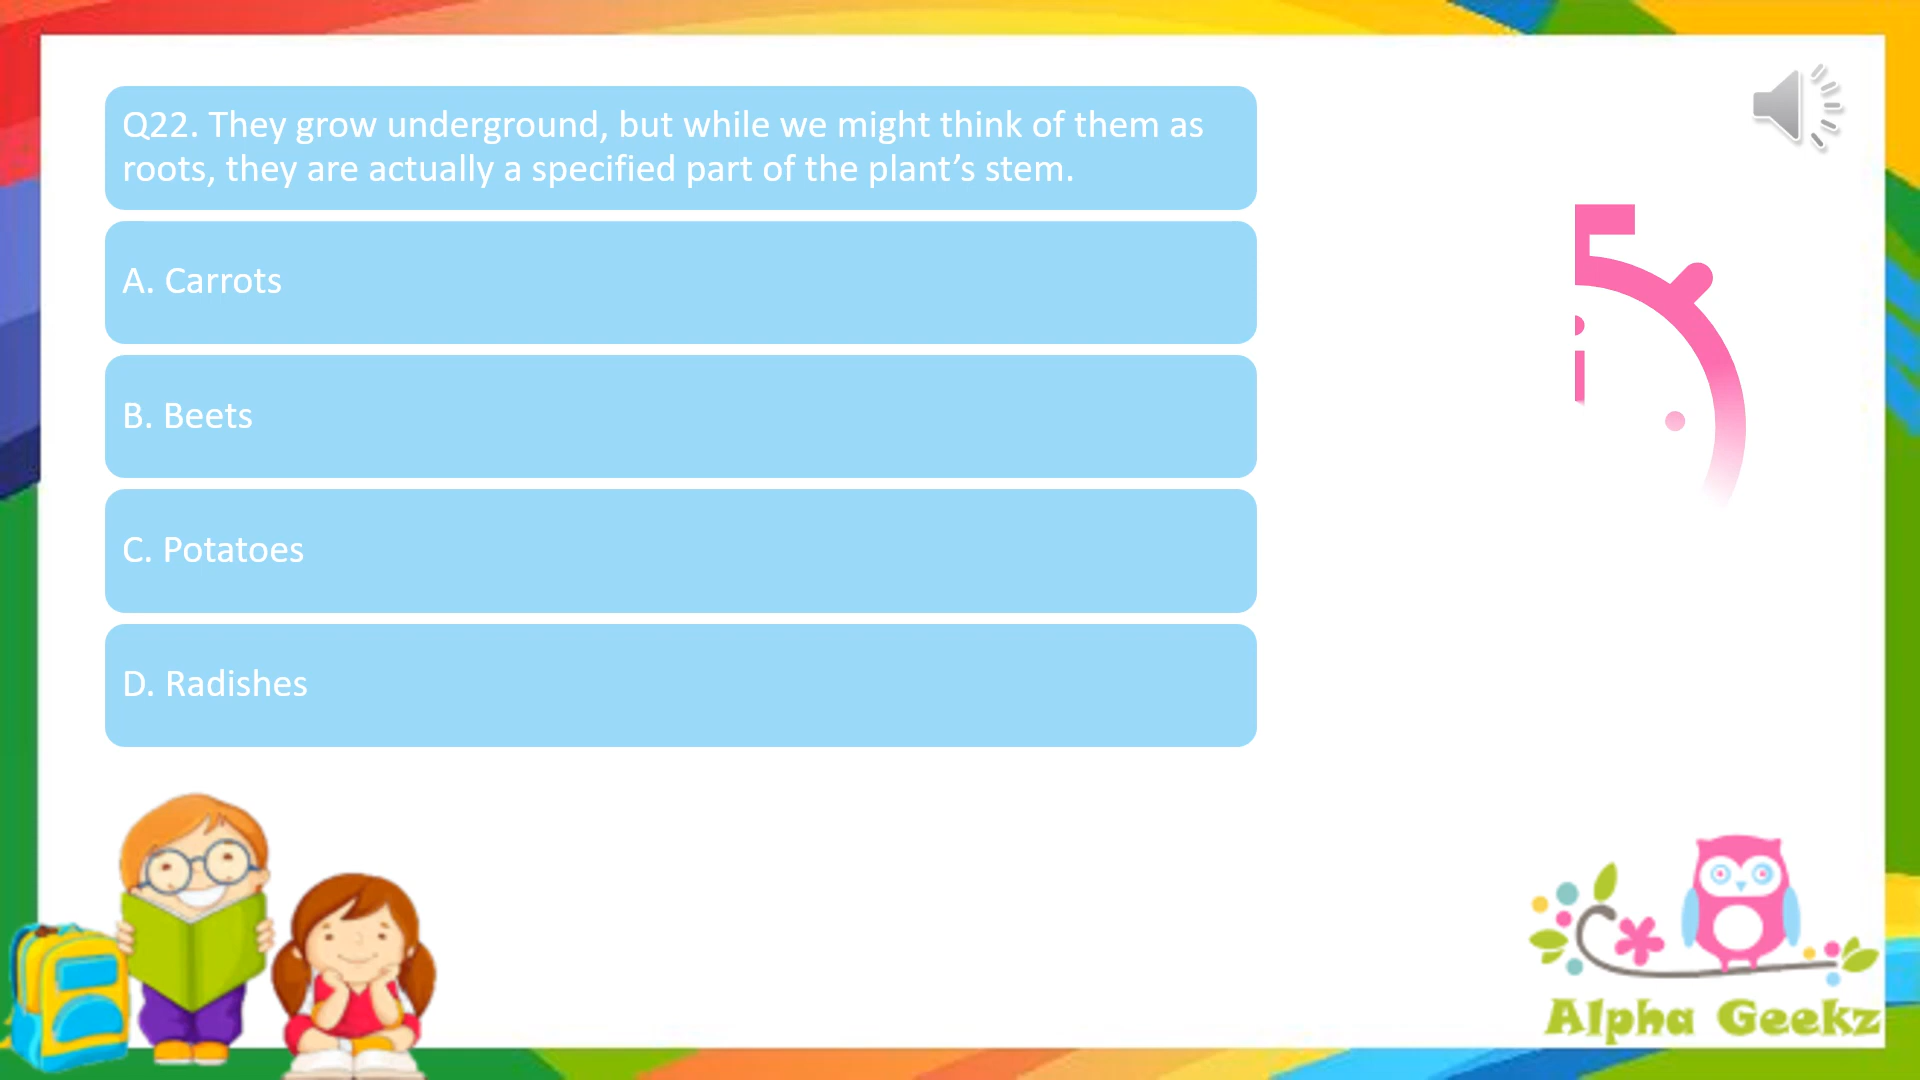 Q22. They grow underground, but while we might think of them as
roots, they are actually a specified part of the plant’s stem.
A. Carrots
B. Beets
C. Potatoes
D. Radishes
Alpha Geekz